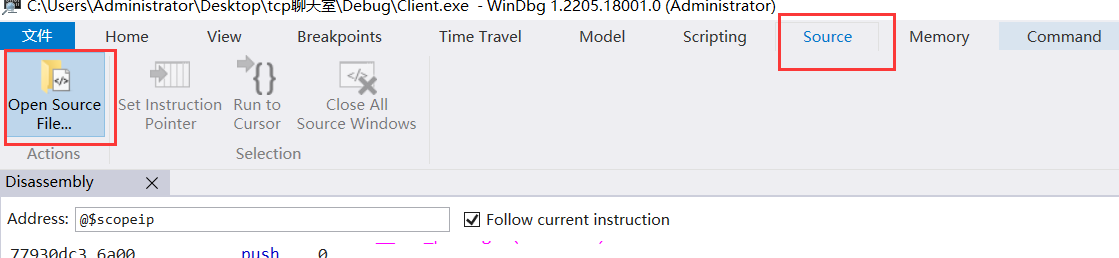 C:\Users\Administrator\Desktop\tcp聊天室\Debug\Client.exe - WinDbg 1.2205.18001.0 (Administrator)
文件 Home View Breakpoints Time Travel Model Scripting Source Memory Command
Open Source File...
Set Instruction Pointer
Run to Cursor
Close All Source Windows
Actions
Selection
Disassembly
Address: @$scopeip Follow current instruction
77930dc3 6a00 push 0